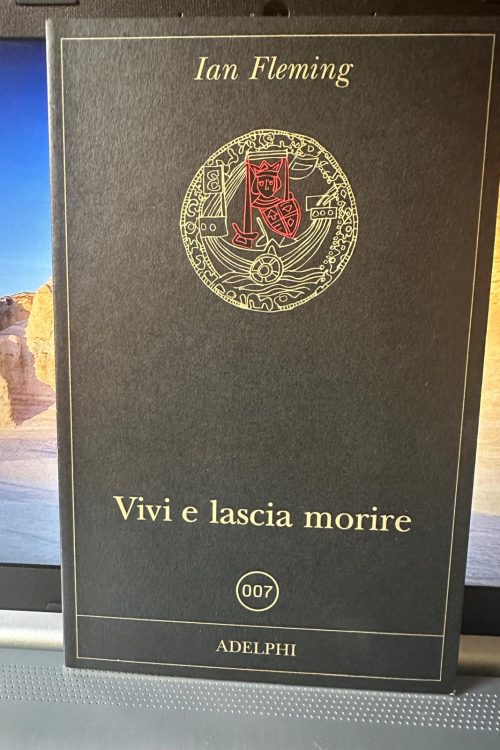 Ian Fleming
Vivi e lascia morire
007
ADELPHI